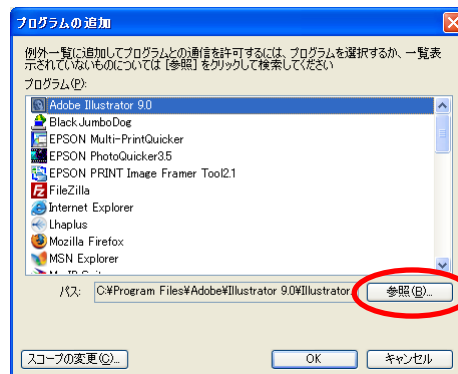 プログラムの追加
例外一覧に追加してプログラムとの通信を許可するには、プログラムを選択するか、一覧表
示されていないものについては [参照] をクリックして検索してください
プログラム(P):
Adobe Illustrator 9.0
BlackJumboDog
EPSON Multi-PrintQuicker
EPSON PhotoQuicker3.5
EPSON PRINT Image Framer Tool2.1
FileZilla
Internet Explorer
Lhaplus
Mozilla Firefox
MSN Explorer
パス: C:¥Program Files¥Adobe¥Illustrator 9.0¥Illustrator. 参照(B)...
スコープの変更(C)... OK キャンセル